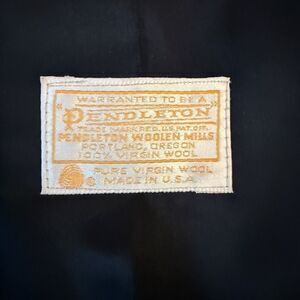 WARRANTED TO BE A
"PENDLETON"
TRADE MARK REG. U.S. PAT. OFF.
PENDLETON WOOLEN MILLS
PORTLAND, OREGON
100% VIRGIN WOOL
PURE VIRGIN WOOL
MADE IN U.S.A.